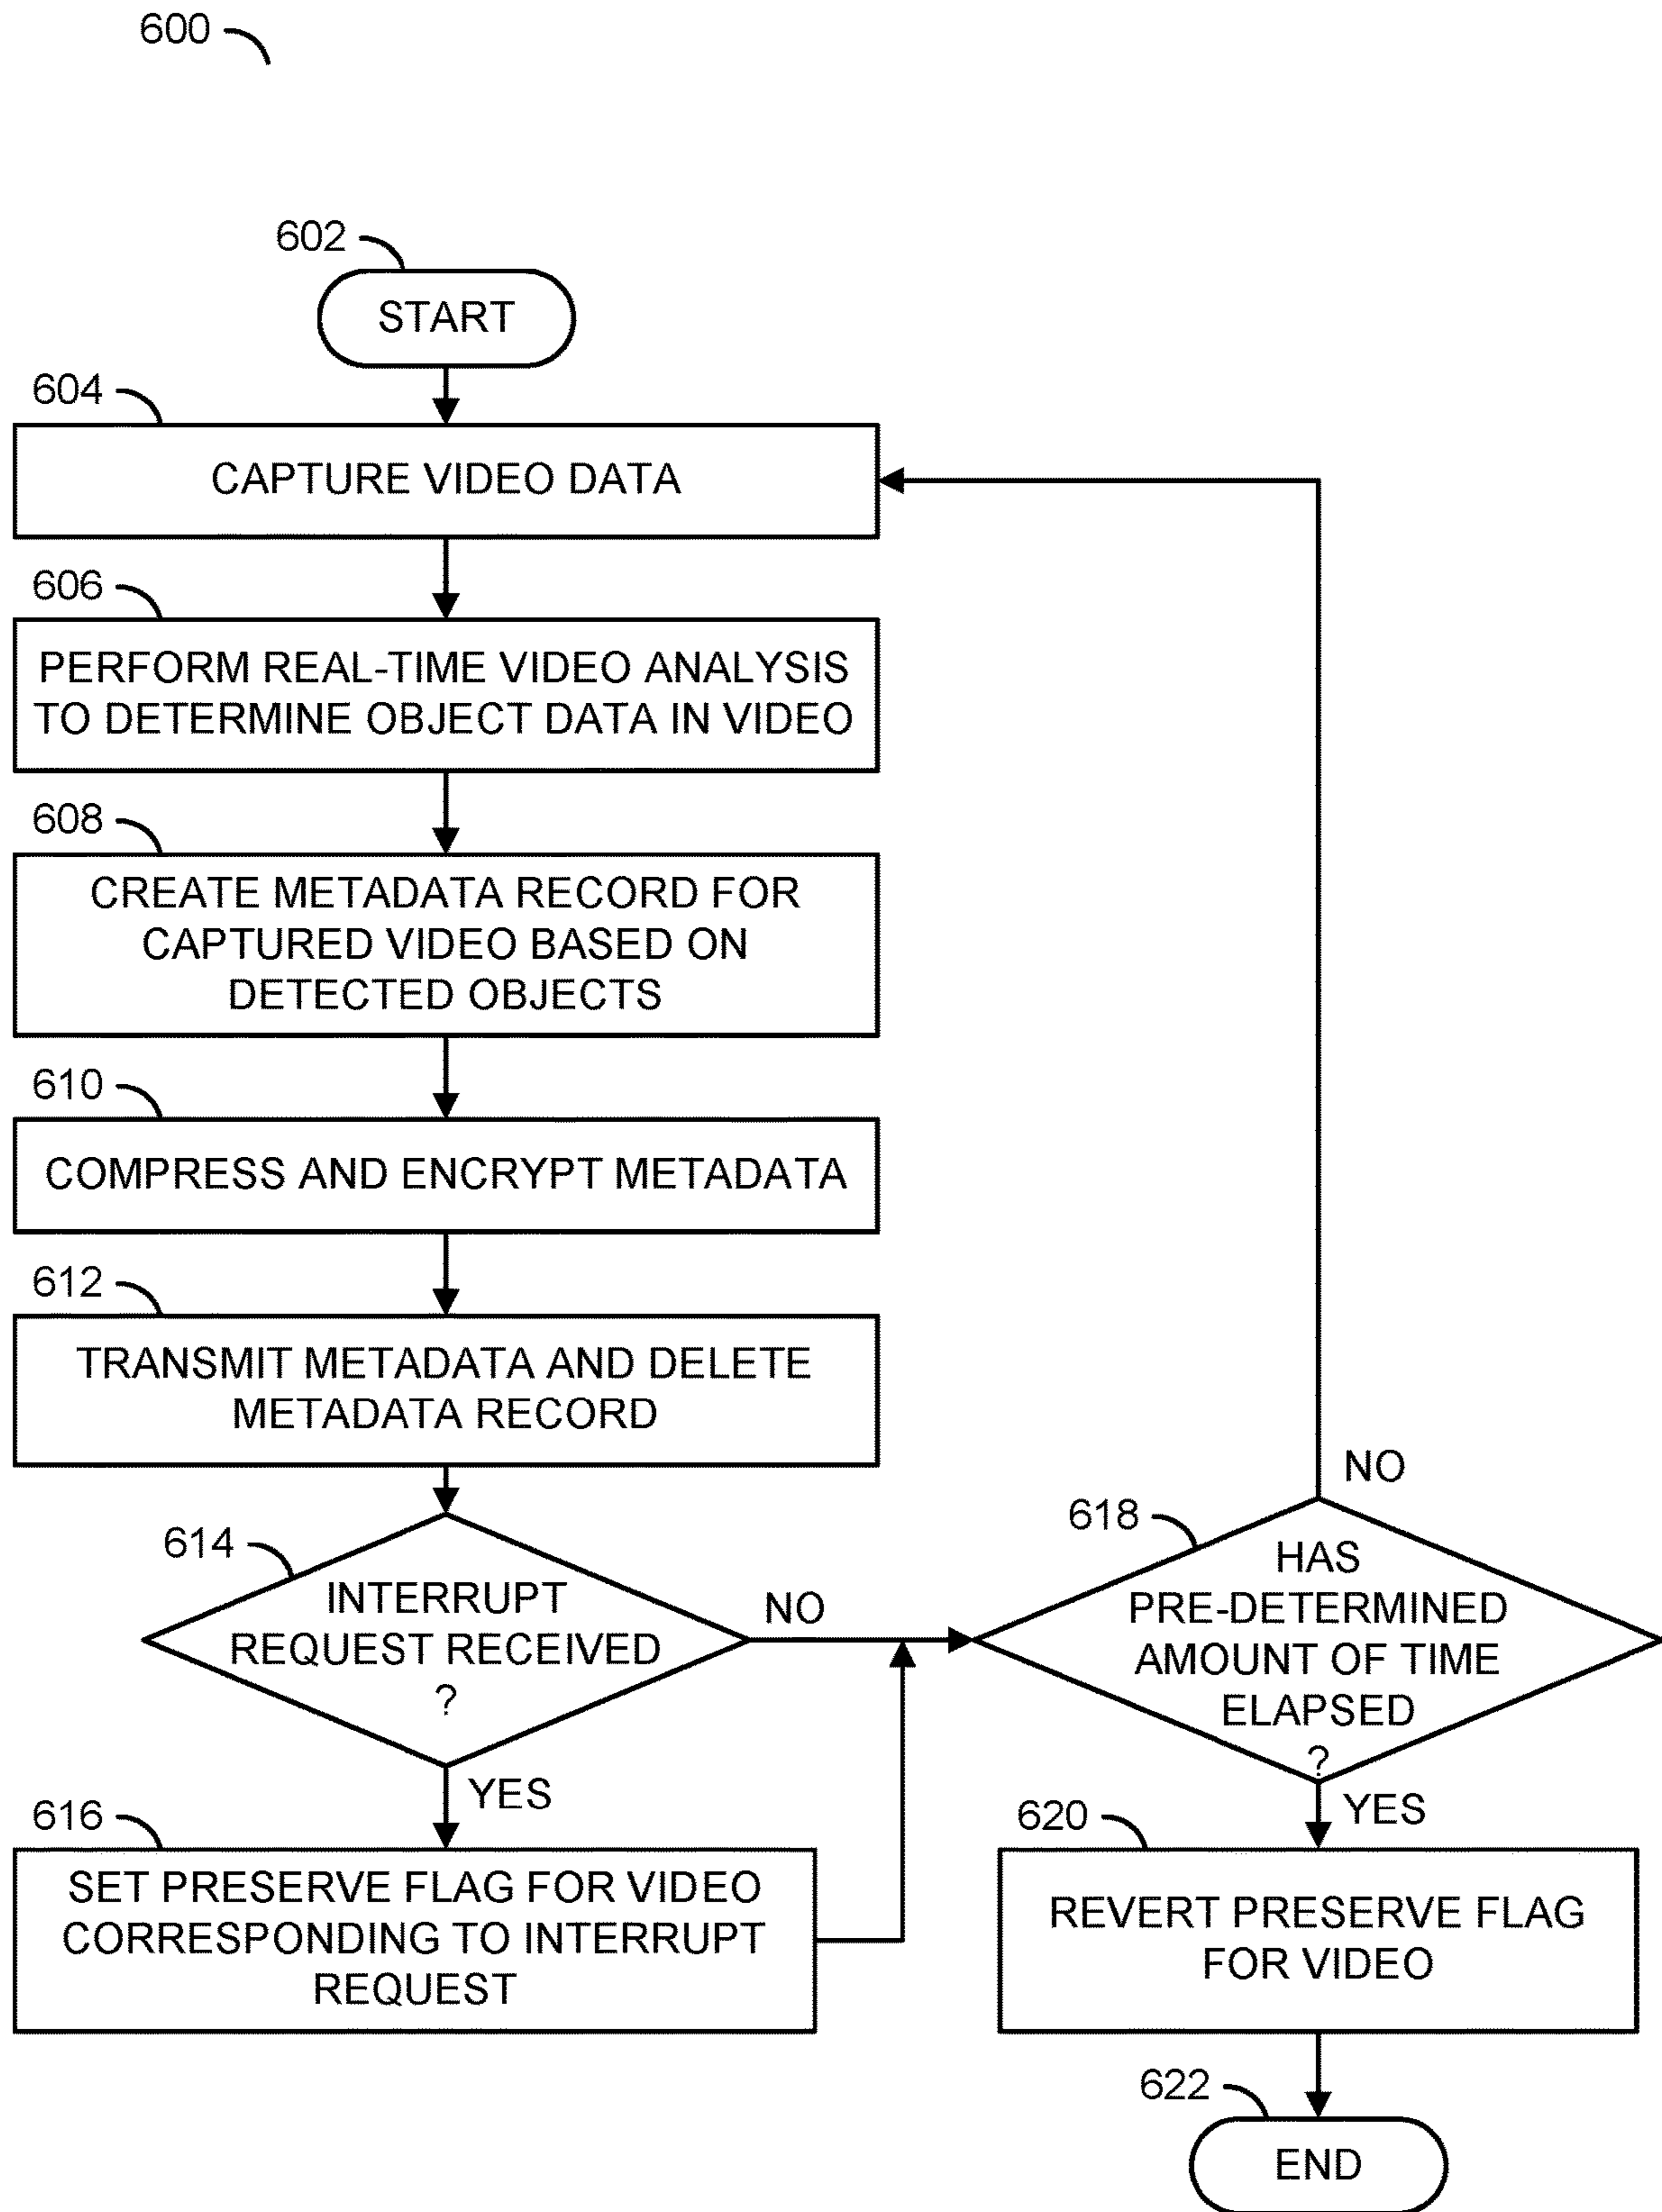 600
602
START
604
CAPTURE VIDEO DATA
606
PERFORM REAL-TIME VIDEO ANALYSIS
TO DETERMINE OBJECT DATA IN VIDEO
608
CREATE METADATA RECORD FOR
CAPTURED VIDEO BASED ON
DETECTED OBJECTS
610
COMPRESS AND ENCRYPT METADATA
612
TRANSMIT METADATA AND DELETE
METADATA RECORD
614
INTERRUPT
REQUEST RECEIVED
?
NO
YES
616
SET PRESERVE FLAG FOR VIDEO
CORRESPONDING TO INTERRUPT
REQUEST
618
HAS
PRE-DETERMINED
AMOUNT OF TIME
ELAPSED
?
NO
YES
620
REVERT PRESERVE FLAG
FOR VIDEO
622
END